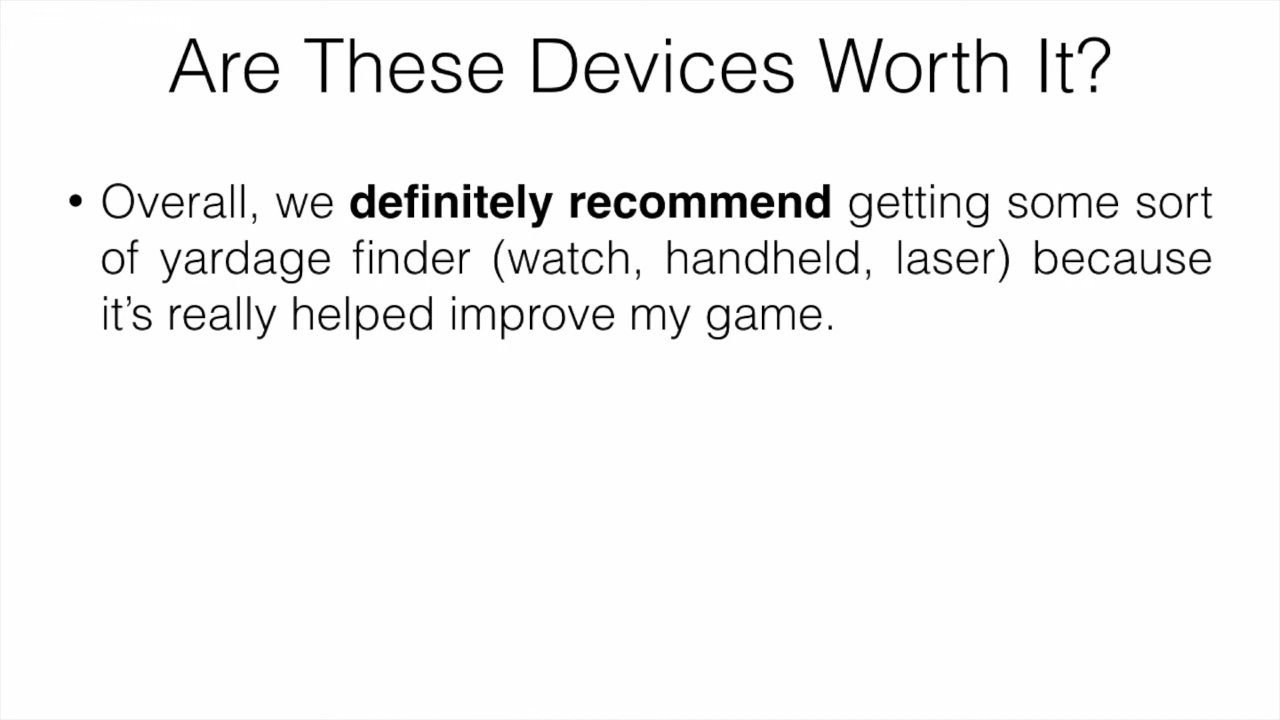 Are These Devices Worth It?
• Overall, we definitely recommend getting some sort
of yardage finder (watch, handheld, laser) because
it’s really helped improve my game.